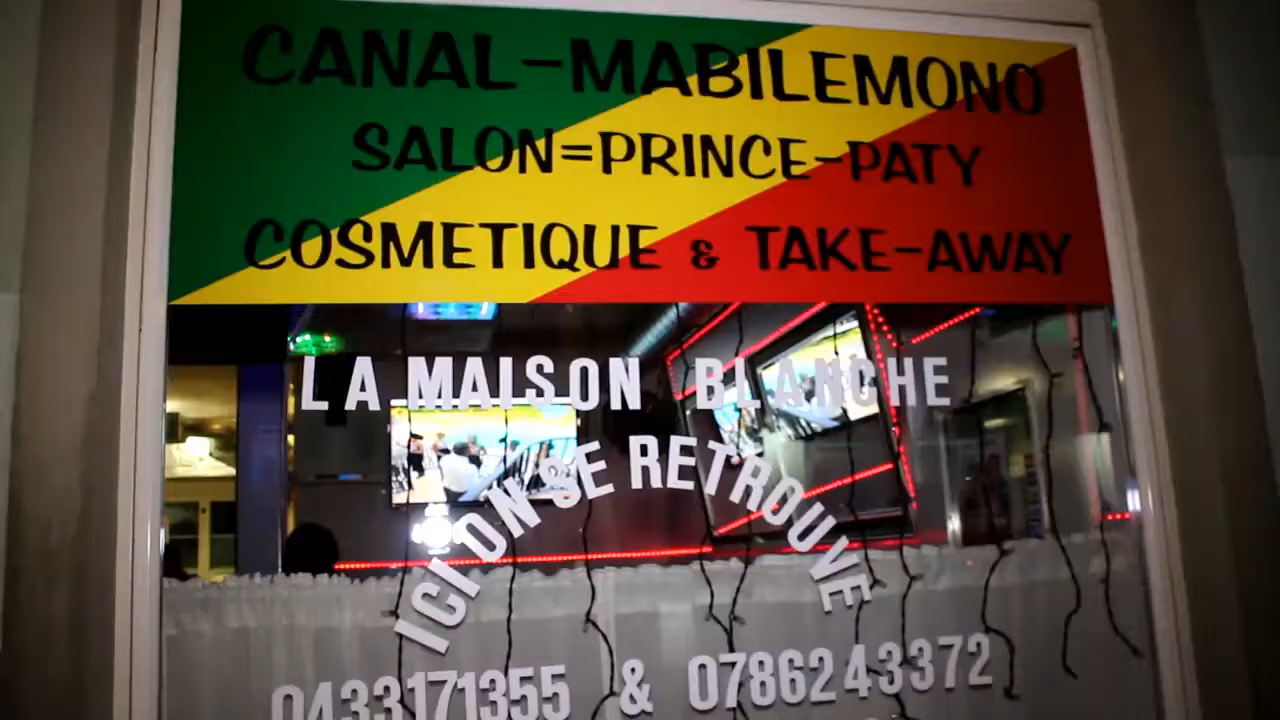 CANAL-MABILEMONO
SALON=PRINCE-PATY
COSMETIQUE & TAKE-AWAY
LA MAISON BLANCHE
ICI ON SE RETROUVE
0433171355 & 0786243372